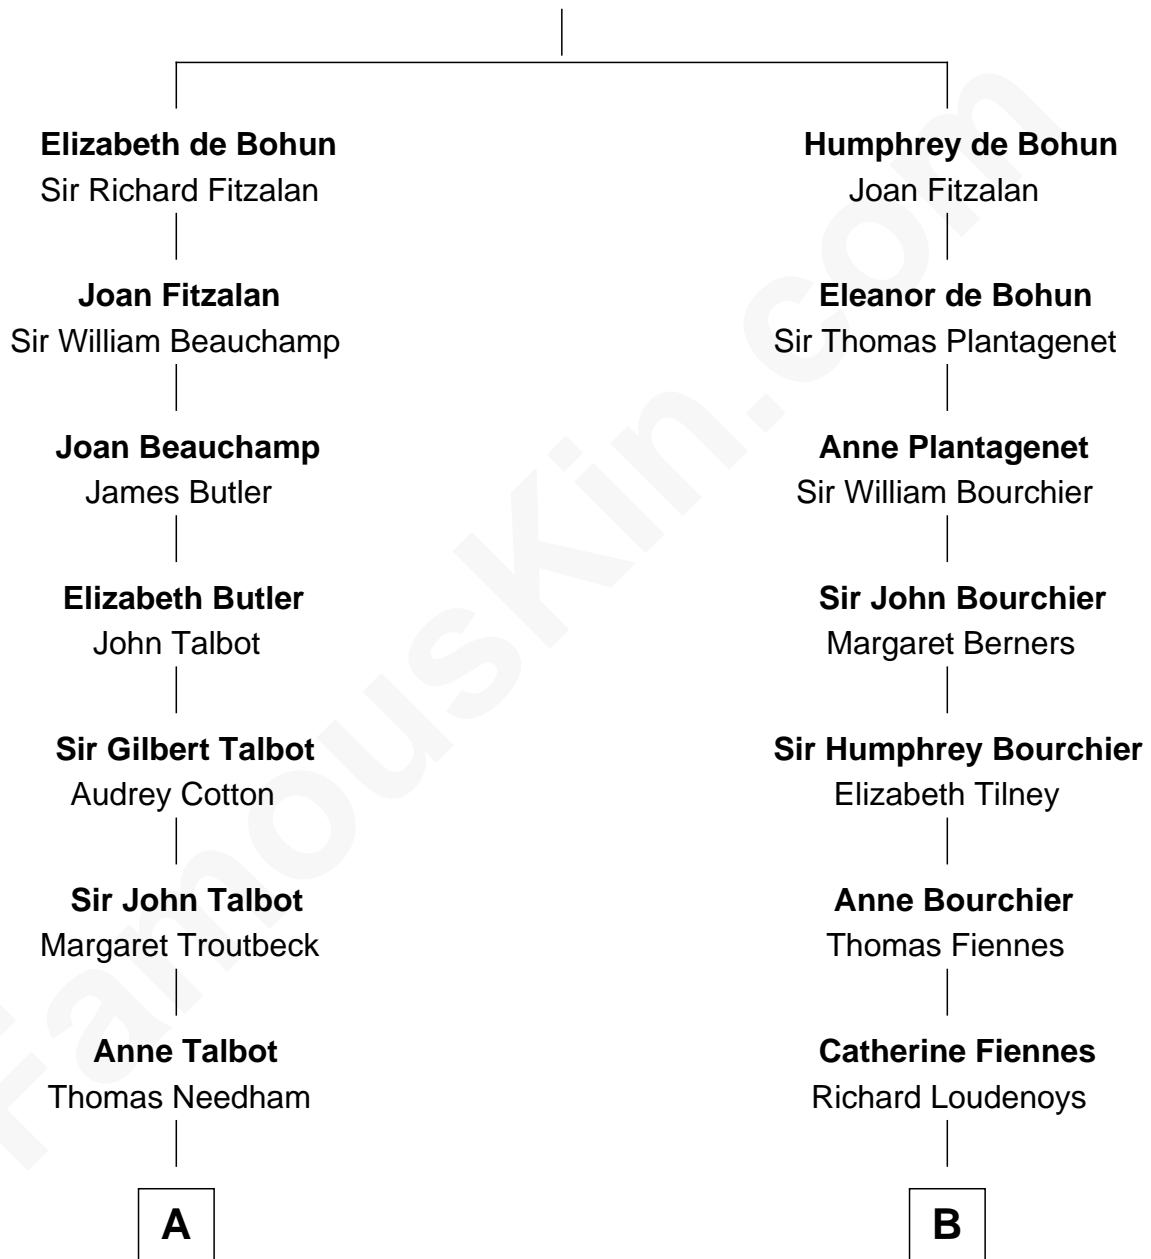 Elizabeth de Bohun
Sir Richard Fitzalan
Humphrey de Bohun
Joan Fitzalan
Joan Fitzalan
Sir William Beauchamp
Eleanor de Bohun
Sir Thomas Plantagenet
Joan Beauchamp
James Butler
Anne Plantagenet
Sir William Bourchier
Elizabeth Butler
John Talbot
Sir John Bourchier
Margaret Berners
Sir Gilbert Talbot
Audrey Cotton
Sir Humphrey Bourchier
Elizabeth Tilney
Sir John Talbot
Margaret Troutbeck
Anne Bourchier
Thomas Fiennes
Anne Talbot
Thomas Needham
Catherine Fiennes
Richard Loudenoys
A
B
FamousKin.com